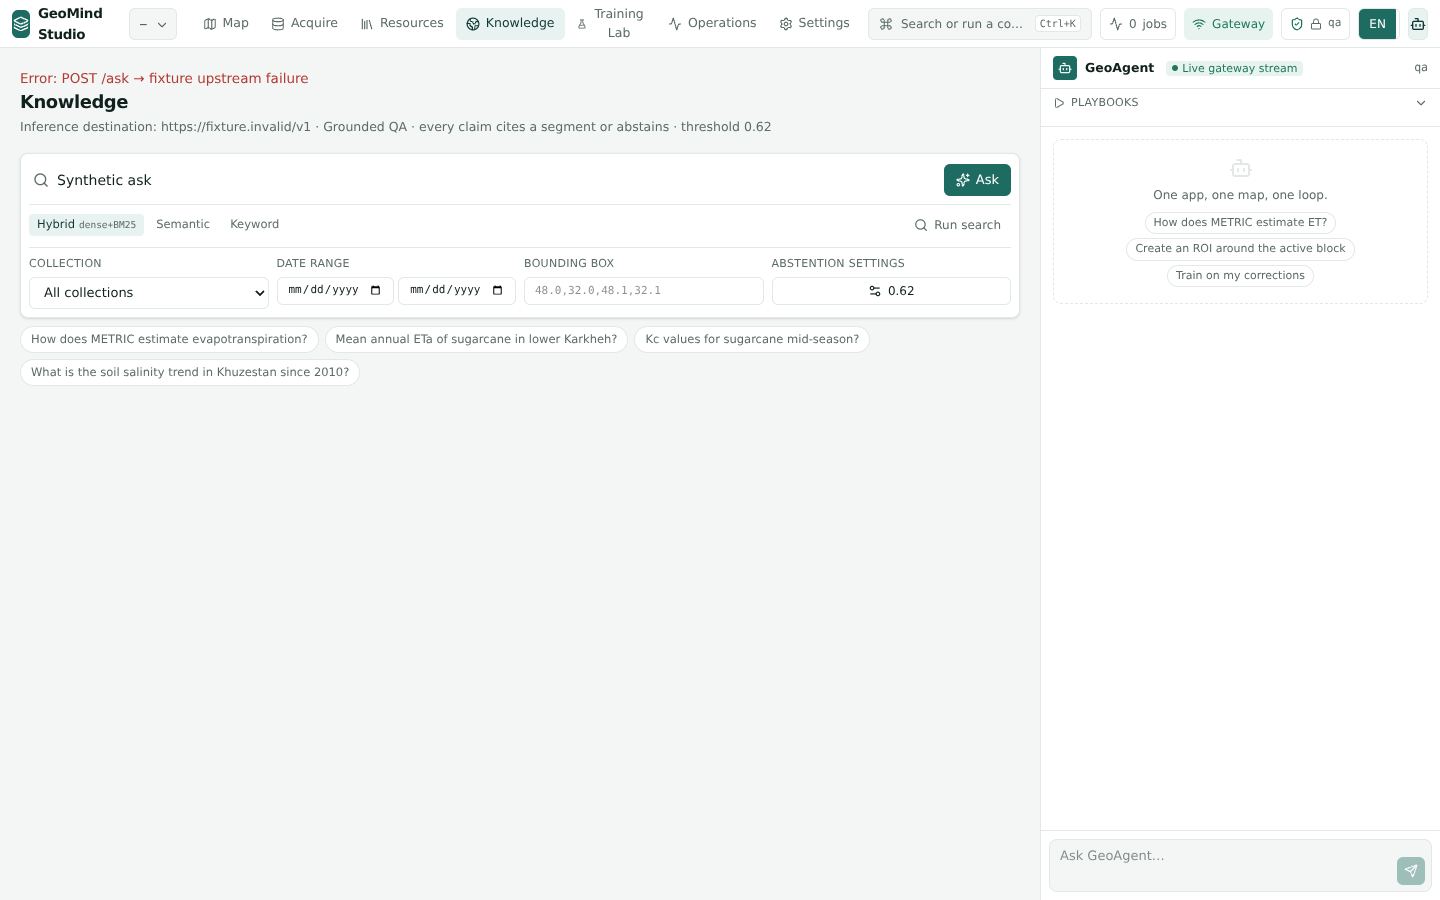 GeoMind Studio
–
Map
Acquire
Resources
Knowledge
Training Lab
Operations
Settings
Search or run a co...
Ctrl+K
0 jobs
Gateway
qa
EN
Error: POST /ask → fixture upstream failure
Knowledge
Inference destination: https://fixture.invalid/v1 · Grounded QA · every claim cites a segment or abstains · threshold 0.62
Synthetic ask
Ask
Hybrid dense+BM25
Semantic
Keyword
Run search
COLLECTION
DATE RANGE
BOUNDING BOX
ABSTENTION SETTINGS
All collections
mm/dd/yyyy
mm/dd/yyyy
48.0,32.0,48.1,32.1
0.62
How does METRIC estimate evapotranspiration?
Mean annual ETa of sugarcane in lower Karkheh?
Kc values for sugarcane mid-season?
What is the soil salinity trend in Khuzestan since 2010?
GeoAgent
Live gateway stream
qa
PLAYBOOKS
One app, one map, one loop.
How does METRIC estimate ET?
Create an ROI around the active block
Train on my corrections
Ask GeoAgent...